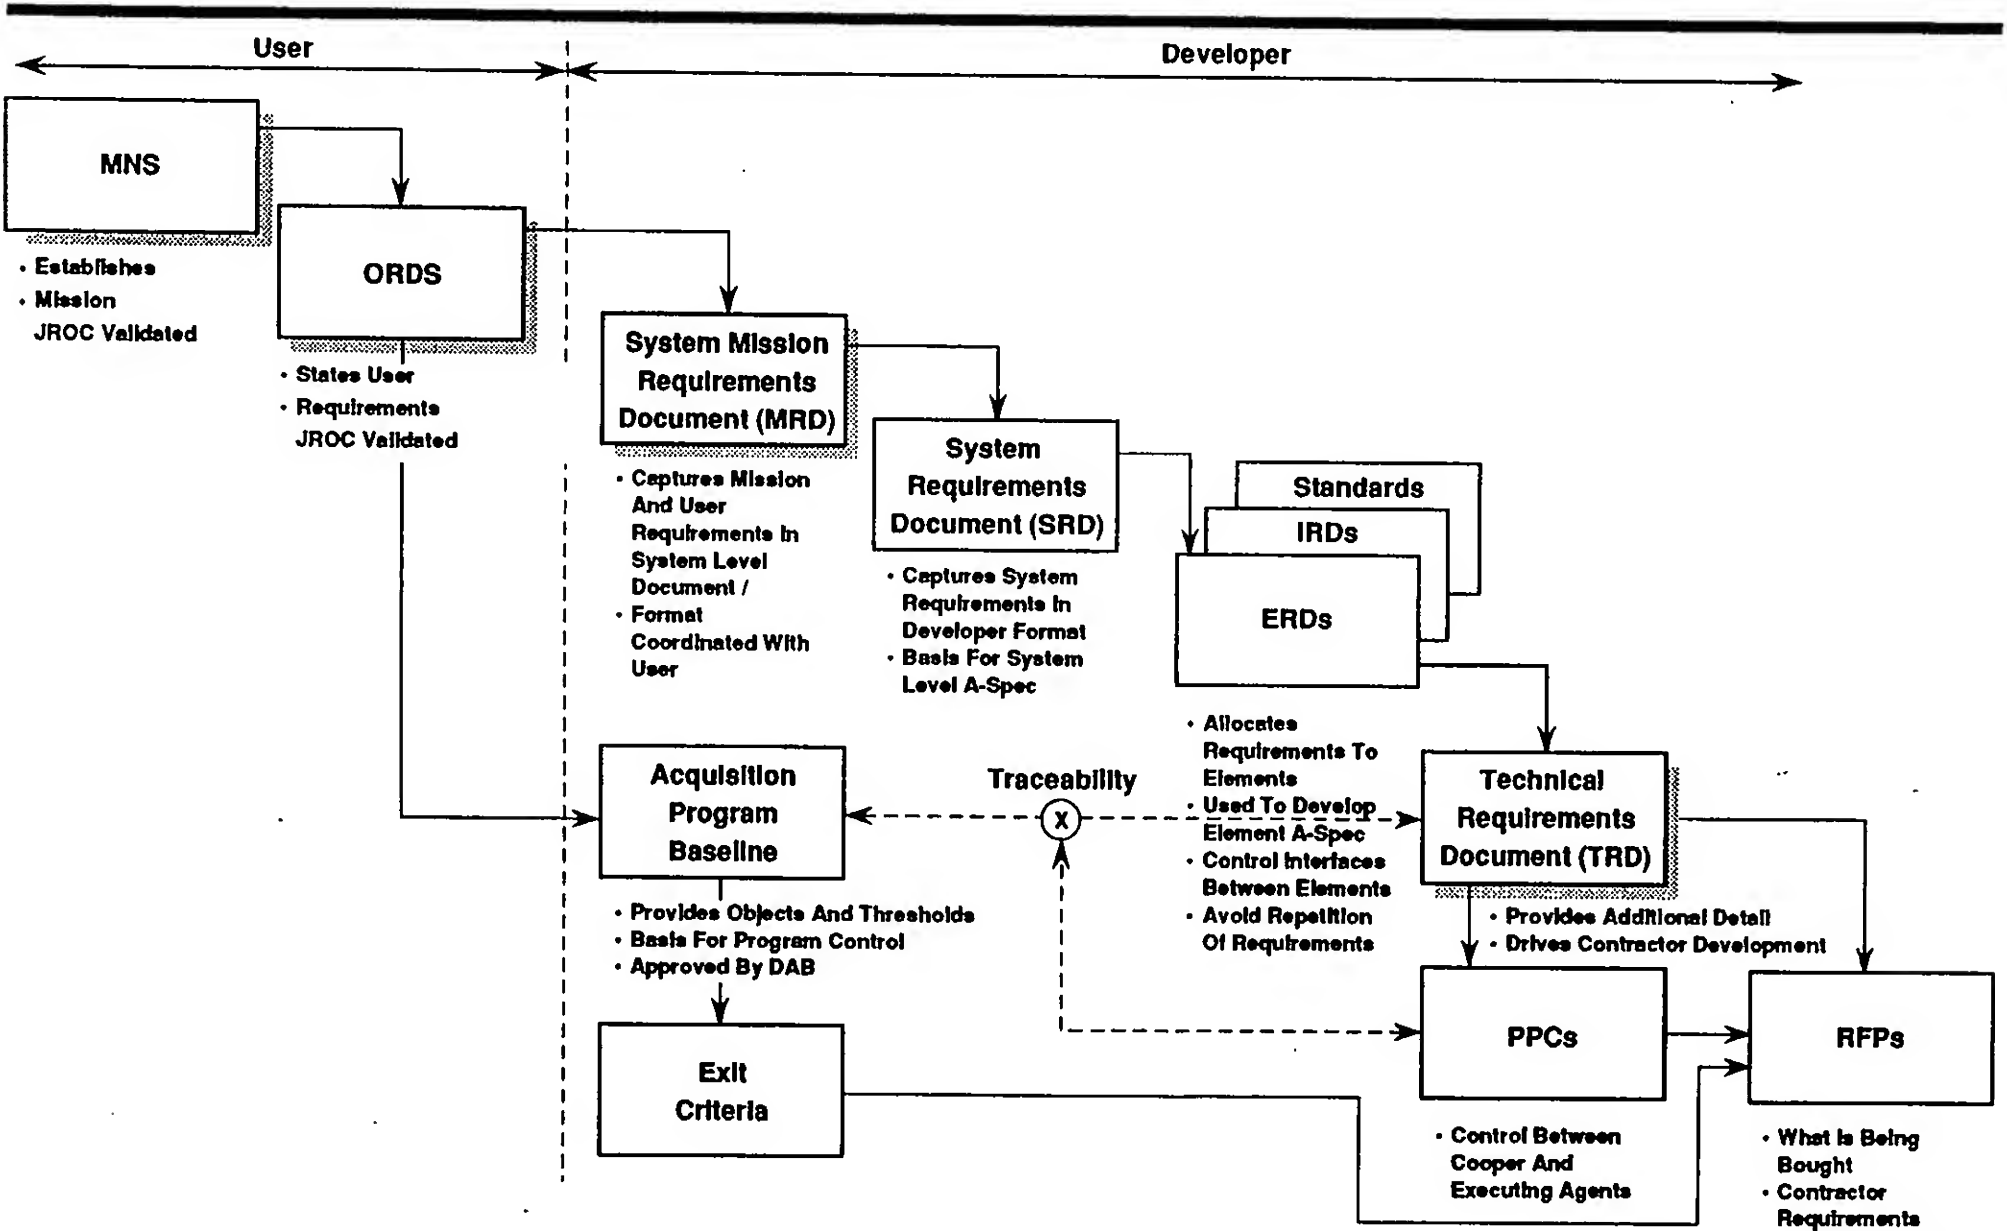 User
Developer
MNS
• Establishes
• Mission
JROC Validated
ORDS
• States User
• Requirements
JROC Validated
System Mission
Requirements
Document (MRD)
• Captures Mission
And User
Requirements In
System Level
Document /
• Format
Coordinated With
User
System
Requirements
Document (SRD)
• Captures System
Requirements In
Developer Format
• Basis For System
Level A-Spec
Standards
IRDs
ERDs
• Allocates
Requirements To
Elements
• Used To Develop
Element A-Spec
• Control Interfaces
Between Elements
• Avoid Repetition
Of Requirements
Acquisition
Program
Baseline
• Provides Objects And Thresholds
• Basis For Program Control
• Approved By DAB
Traceability
X
Technical
Requirements
Document (TRD)
• Provides Additional Detail
• Drives Contractor Development
Exit
Criteria
PPCs
• Control Between
Cooper And
Executing Agents
RFPs
• What Is Being
Bought
• Contractor
Requirements